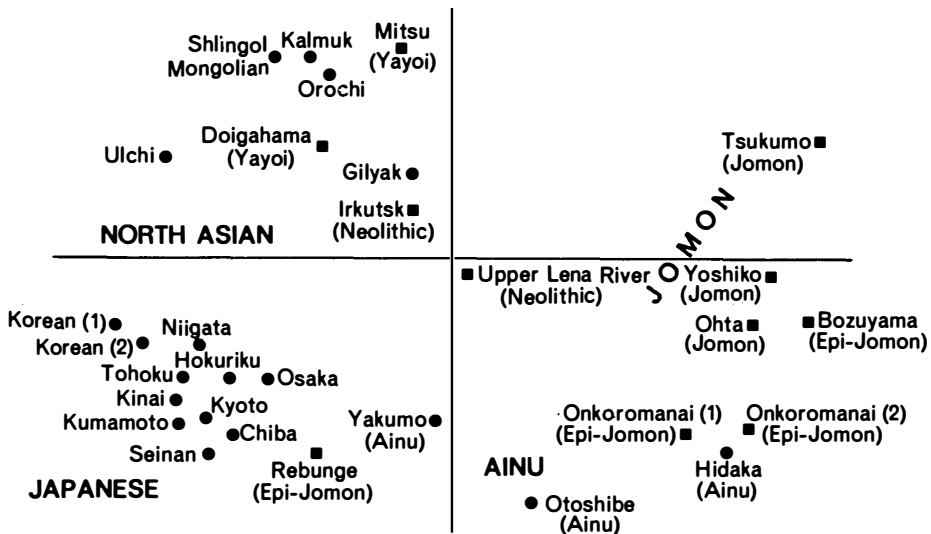 Shlingol
Mongolian
Kalmuk
Orochi
Mitsu
(Yayoi)
Ulchi
Doigahama
(Yayoi)
Gilyak
Irkutsk
(Neolithic)
NORTH ASIAN
Tsukumo
(Jomon)
JOMON
Upper Lena River
(Neolithic)
Yoshiko
(Jomon)
Ohta
(Jomon)
Bozuyama
(Epi-Jomon)
Korean (1)
Korean (2)
Niigata
Hokuriku
Tohoku
Osaka
Kinai
Kyoto
Kumamoto
Chiba
Seinan
Yakumo
(Ainu)
Rebunge
(Epi-Jomon)
JAPANESE
Onkoromanai (1)
(Epi-Jomon)
Onkoromanai (2)
(Epi-Jomon)
AINU
Hidaka
(Ainu)
Otoshibe
(Ainu)